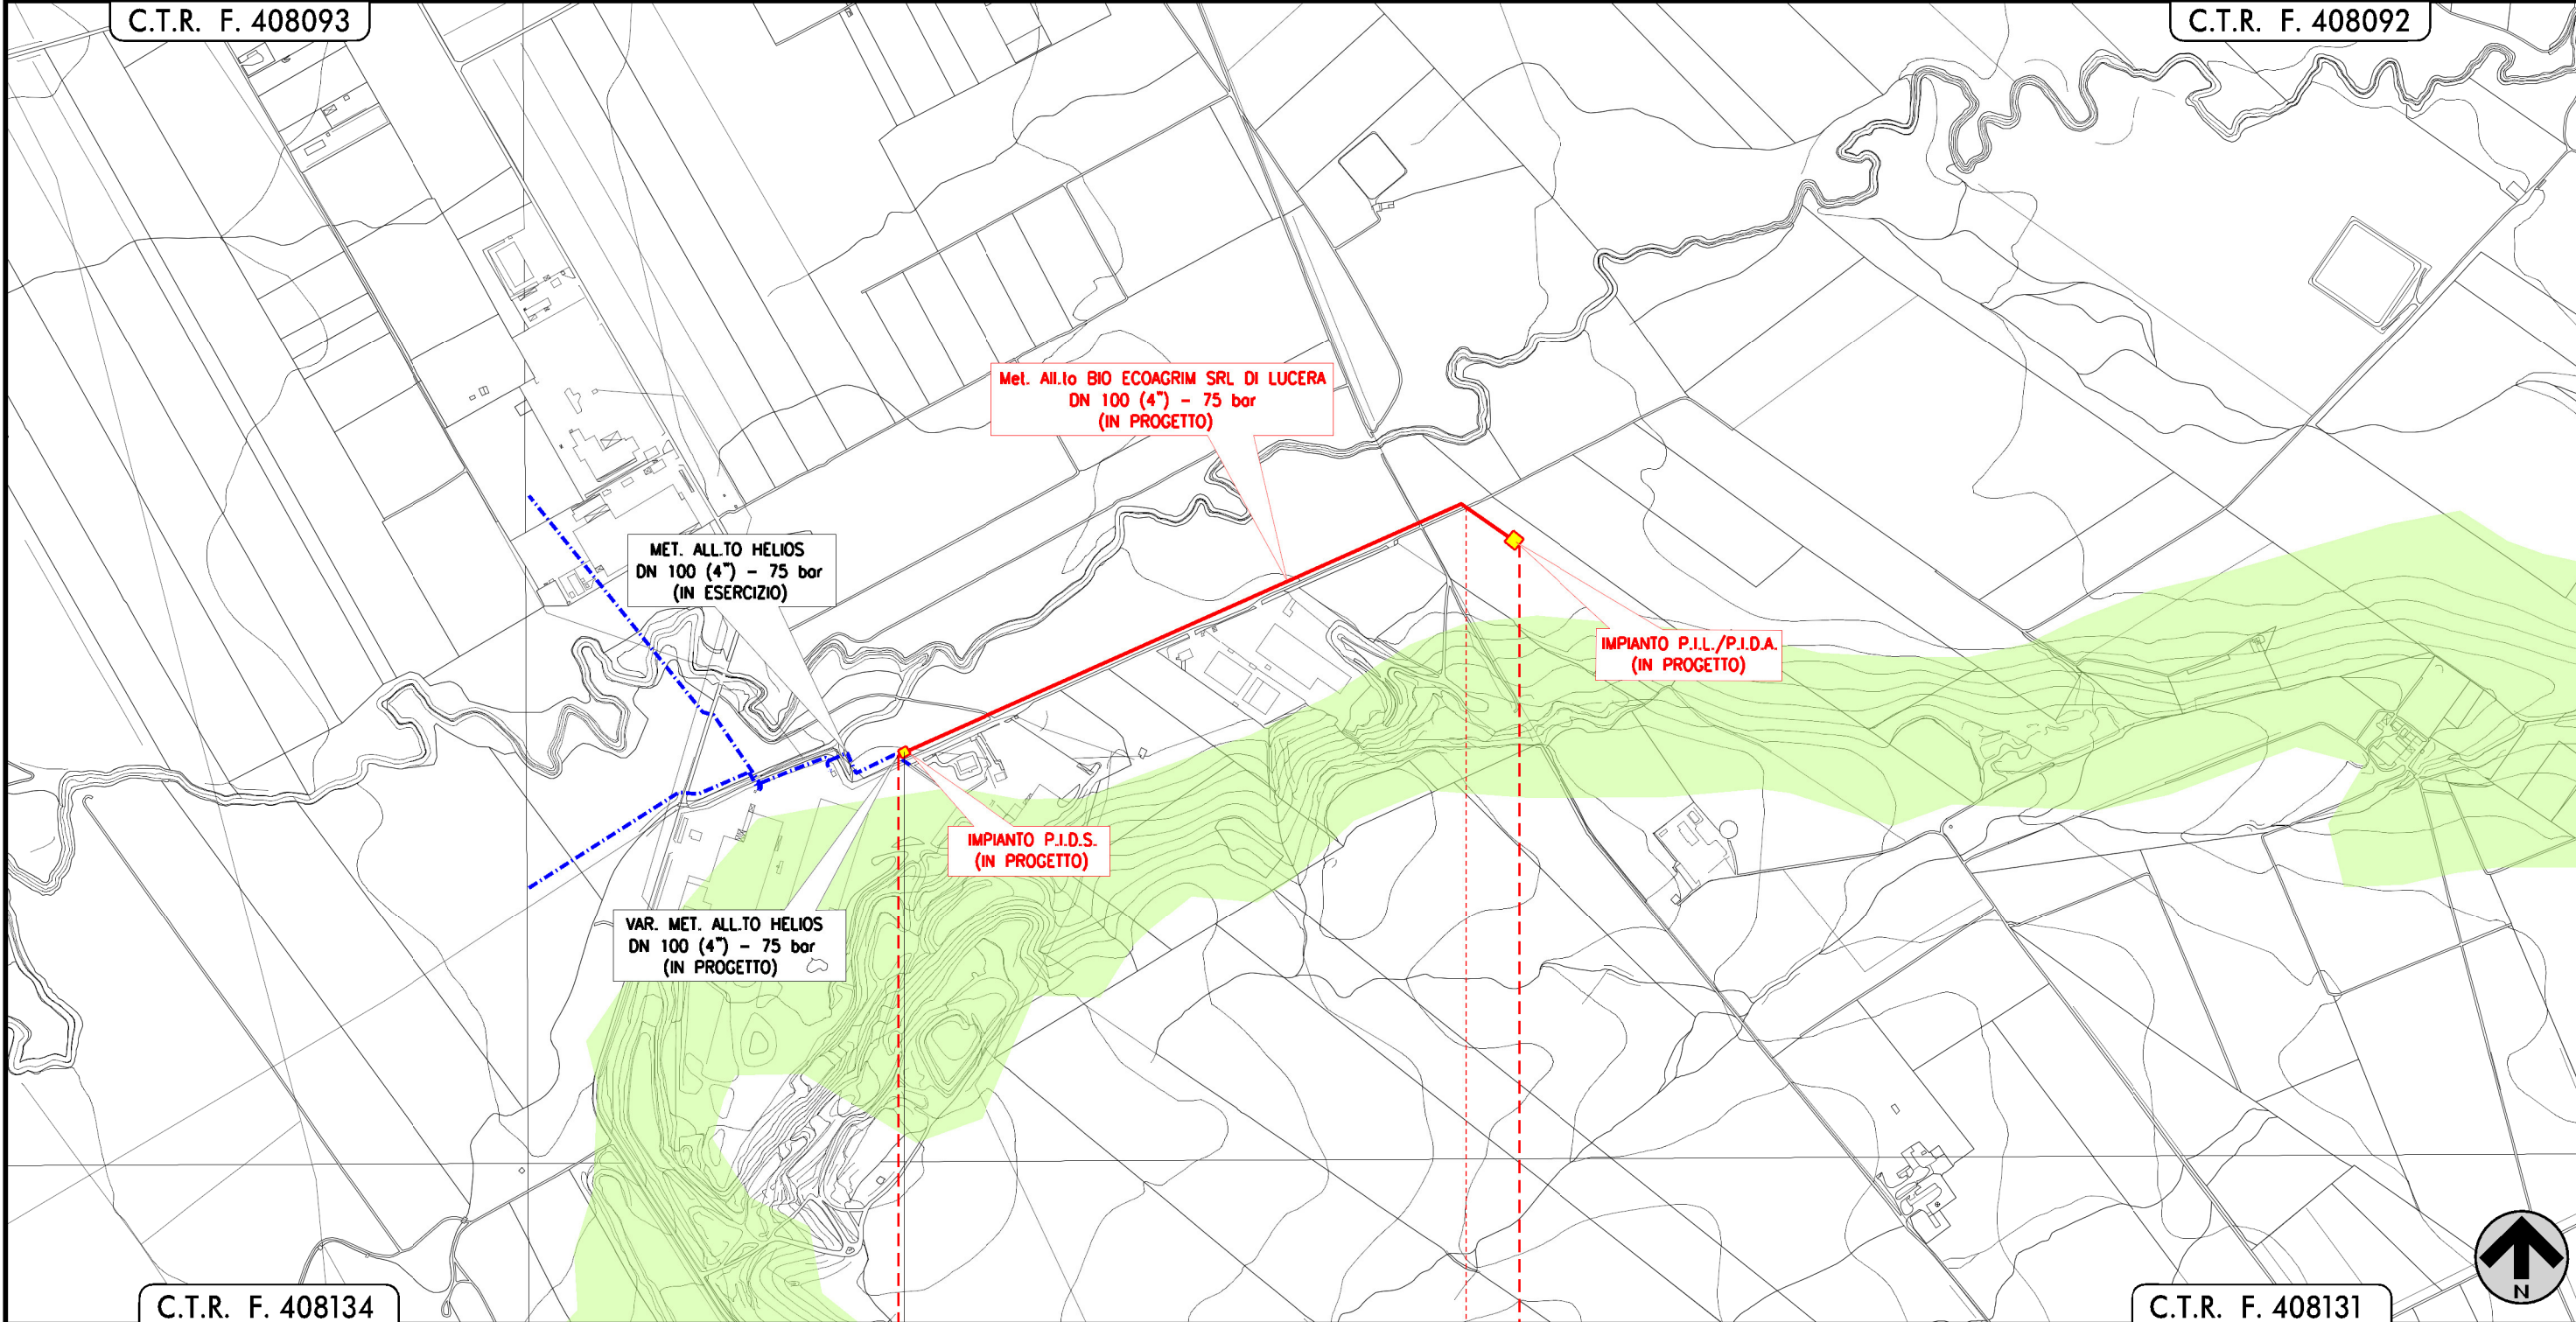 C.T.R. F. 408093
C.T.R. F. 408092
Met. All.to BIO ECOAGRIM SRL DI LUCERA
DN 100 (4") - 75 bar
(IN PROGETTO)
MET. ALL.TO HELIOS
DN 100 (4") - 75 bar
(IN ESERCIZIO)
IMPIANTO P.I.L./P.I.D.A.
(IN PROGETTO)
IMPIANTO P.I.D.S.
(IN PROGETTO)
VAR. MET. ALL.TO HELIOS
DN 100 (4") - 75 bar
(IN PROGETTO)
N
C.T.R. F. 408134
C.T.R. F. 408131